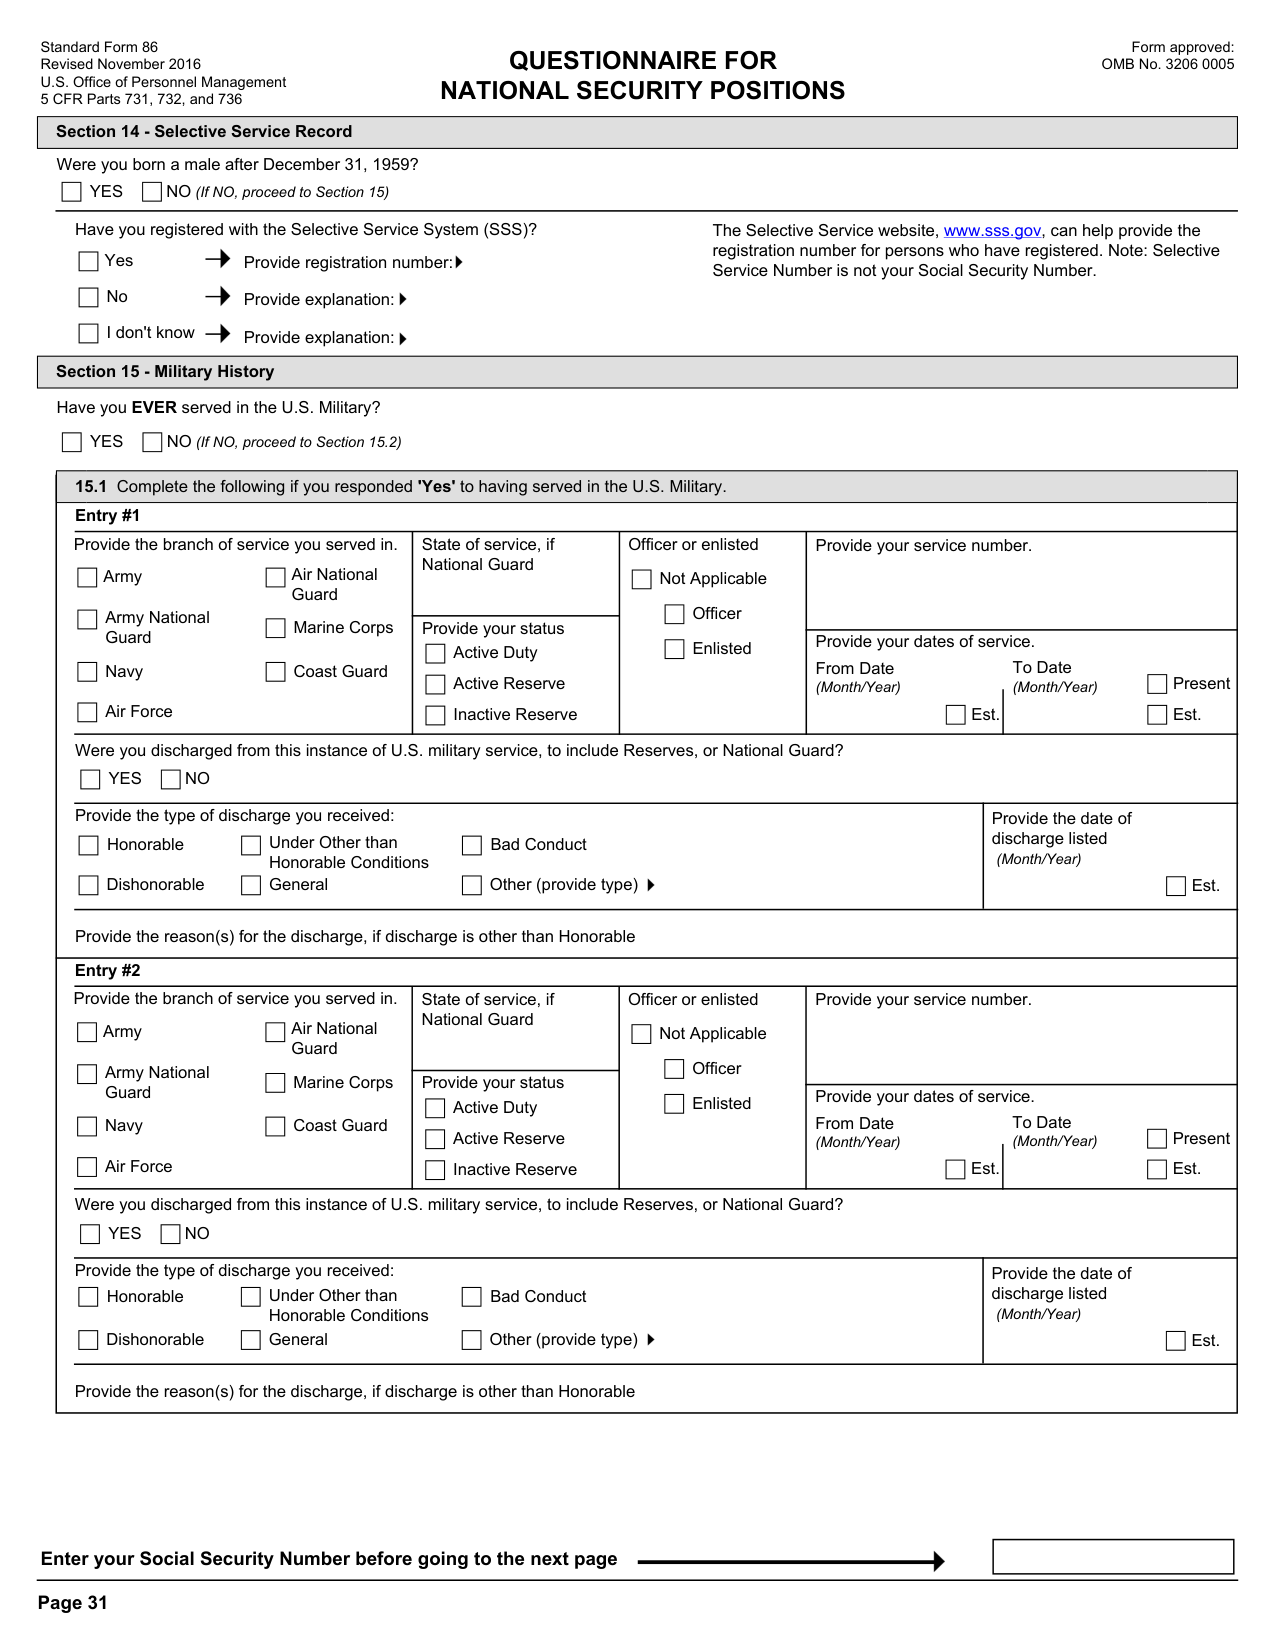 Standard Form 86
Revised November 2016
U.S. Office of Personnel Management
5 CFR Parts 731, 732, and 736
QUESTIONNAIRE FOR
NATIONAL SECURITY POSITIONS
Form approved:
OMB No. 3206 0005
Section 14 - Selective Service Record
Were you born a male after December 31, 1959?
YES NO (If NO, proceed to Section 15)
Have you registered with the Selective Service System (SSS)?
Yes Provide registration number:
No Provide explanation:
I don't know Provide explanation:
The Selective Service website, www.sss.gov, can help provide the
registration number for persons who have registered. Note: Selective
Service Number is not your Social Security Number.
Section 15 - Military History
Have you EVER served in the U.S. Military?
YES NO (If NO, proceed to Section 15.2)
15.1 Complete the following if you responded 'Yes' to having served in the U.S. Military.
Entry #1
Provide the branch of service you served in.
Army
Army National
Guard
Navy
Air Force
Air National
Guard
Marine Corps
Coast Guard
State of service, if
National Guard
Provide your status
Active Duty
Active Reserve
Inactive Reserve
Officer or enlisted
Not Applicable
Officer
Enlisted
Provide your service number.
Provide your dates of service.
From Date
(Month/Year)
Est.
To Date
(Month/Year)
Present
Est.
Were you discharged from this instance of U.S. military service, to include Reserves, or National Guard?
YES NO
Provide the type of discharge you received:
Honorable
Dishonorable
Under Other than
Honorable Conditions
General
Bad Conduct
Other (provide type)
Provide the date of
discharge listed
(Month/Year)
Est.
Provide the reason(s) for the discharge, if discharge is other than Honorable
Entry #2
Provide the branch of service you served in.
Army
Army National
Guard
Navy
Air Force
Air National
Guard
Marine Corps
Coast Guard
State of service, if
National Guard
Provide your status
Active Duty
Active Reserve
Inactive Reserve
Officer or enlisted
Not Applicable
Officer
Enlisted
Provide your service number.
Provide your dates of service.
From Date
(Month/Year)
Est.
To Date
(Month/Year)
Present
Est.
Were you discharged from this instance of U.S. military service, to include Reserves, or National Guard?
YES NO
Provide the type of discharge you received:
Honorable
Dishonorable
Under Other than
Honorable Conditions
General
Bad Conduct
Other (provide type)
Provide the date of
discharge listed
(Month/Year)
Est.
Provide the reason(s) for the discharge, if discharge is other than Honorable
Enter your Social Security Number before going to the next page
Page 31